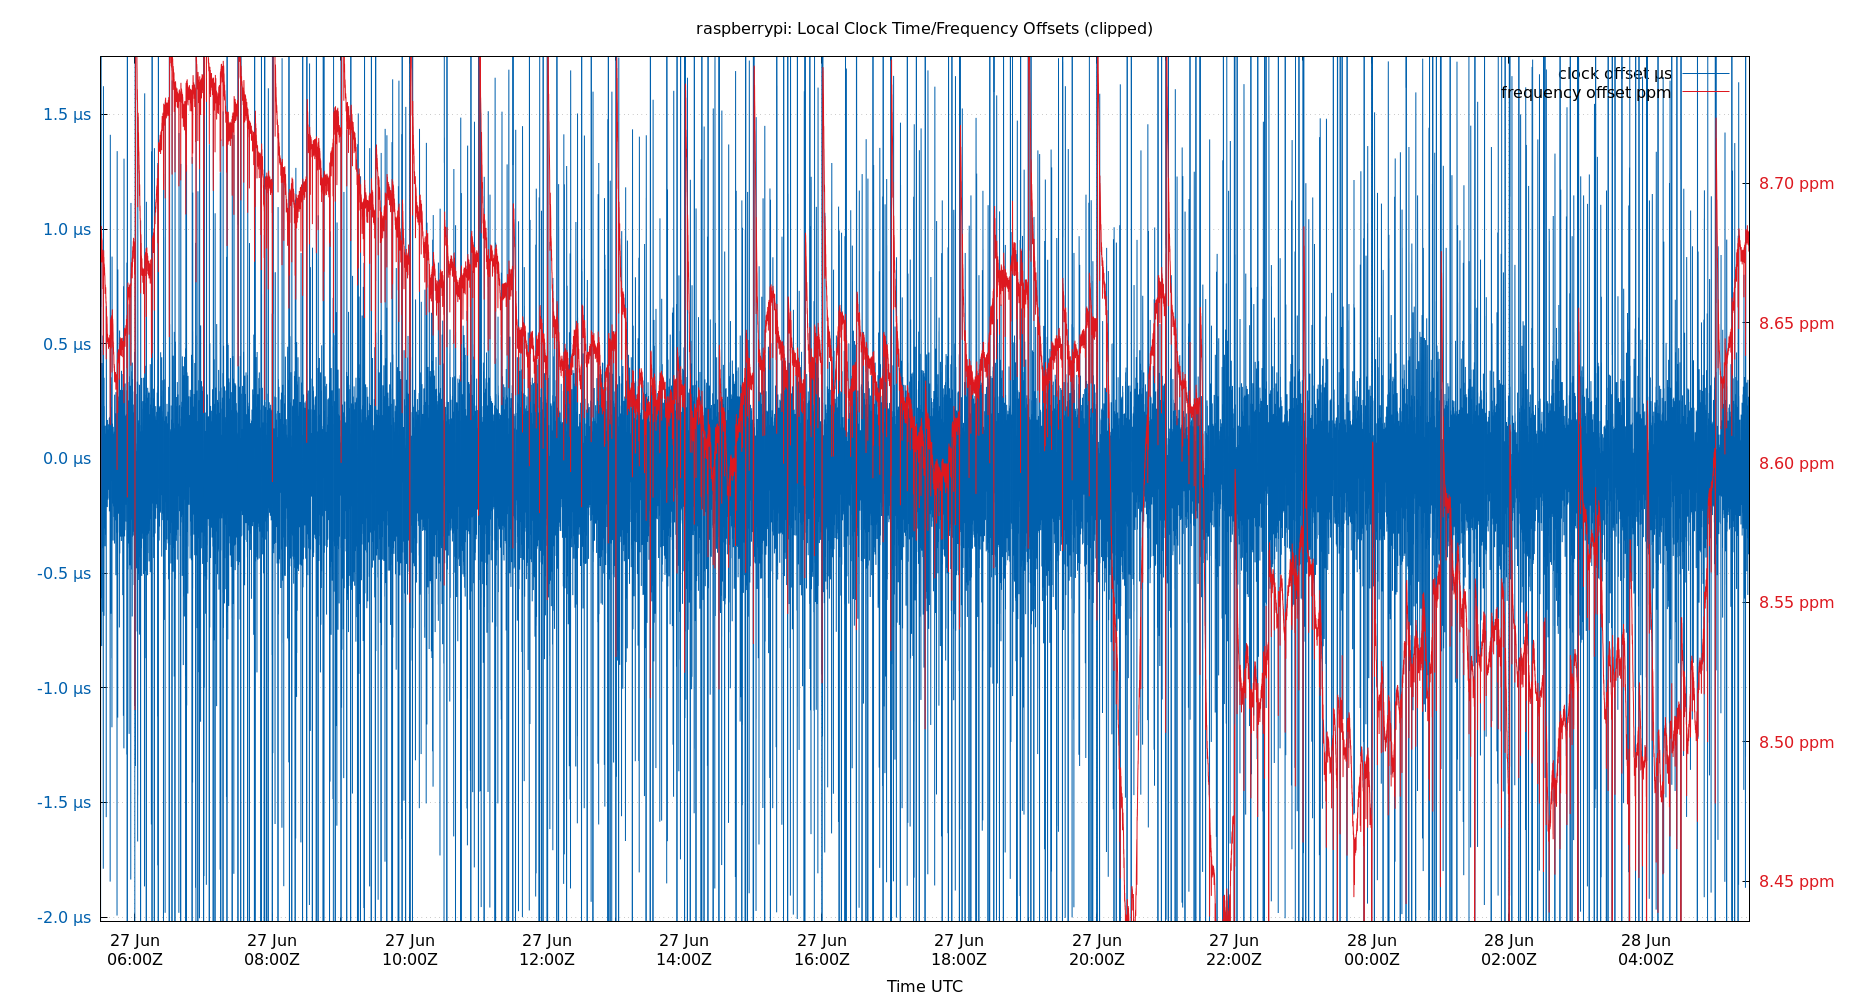 raspberrypi: Local Clock Time/Frequency Offsets (clipped)
clock offset µs
frequency offset ppm
1.5 µs
1.0 µs
0.5 µs
0.0 µs
-0.5 µs
-1.0 µs
-1.5 µs
-2.0 µs
8.70 ppm
8.65 ppm
8.60 ppm
8.55 ppm
8.50 ppm
8.45 ppm
27 Jun 27 Jun 27 Jun 27 Jun 27 Jun 27 Jun 27 Jun 27 Jun 27 Jun 28 Jun 28 Jun 28 Jun
06:00Z 08:00Z 10:00Z 12:00Z 14:00Z 16:00Z 18:00Z 20:00Z 22:00Z 00:00Z 02:00Z 04:00Z
Time UTC